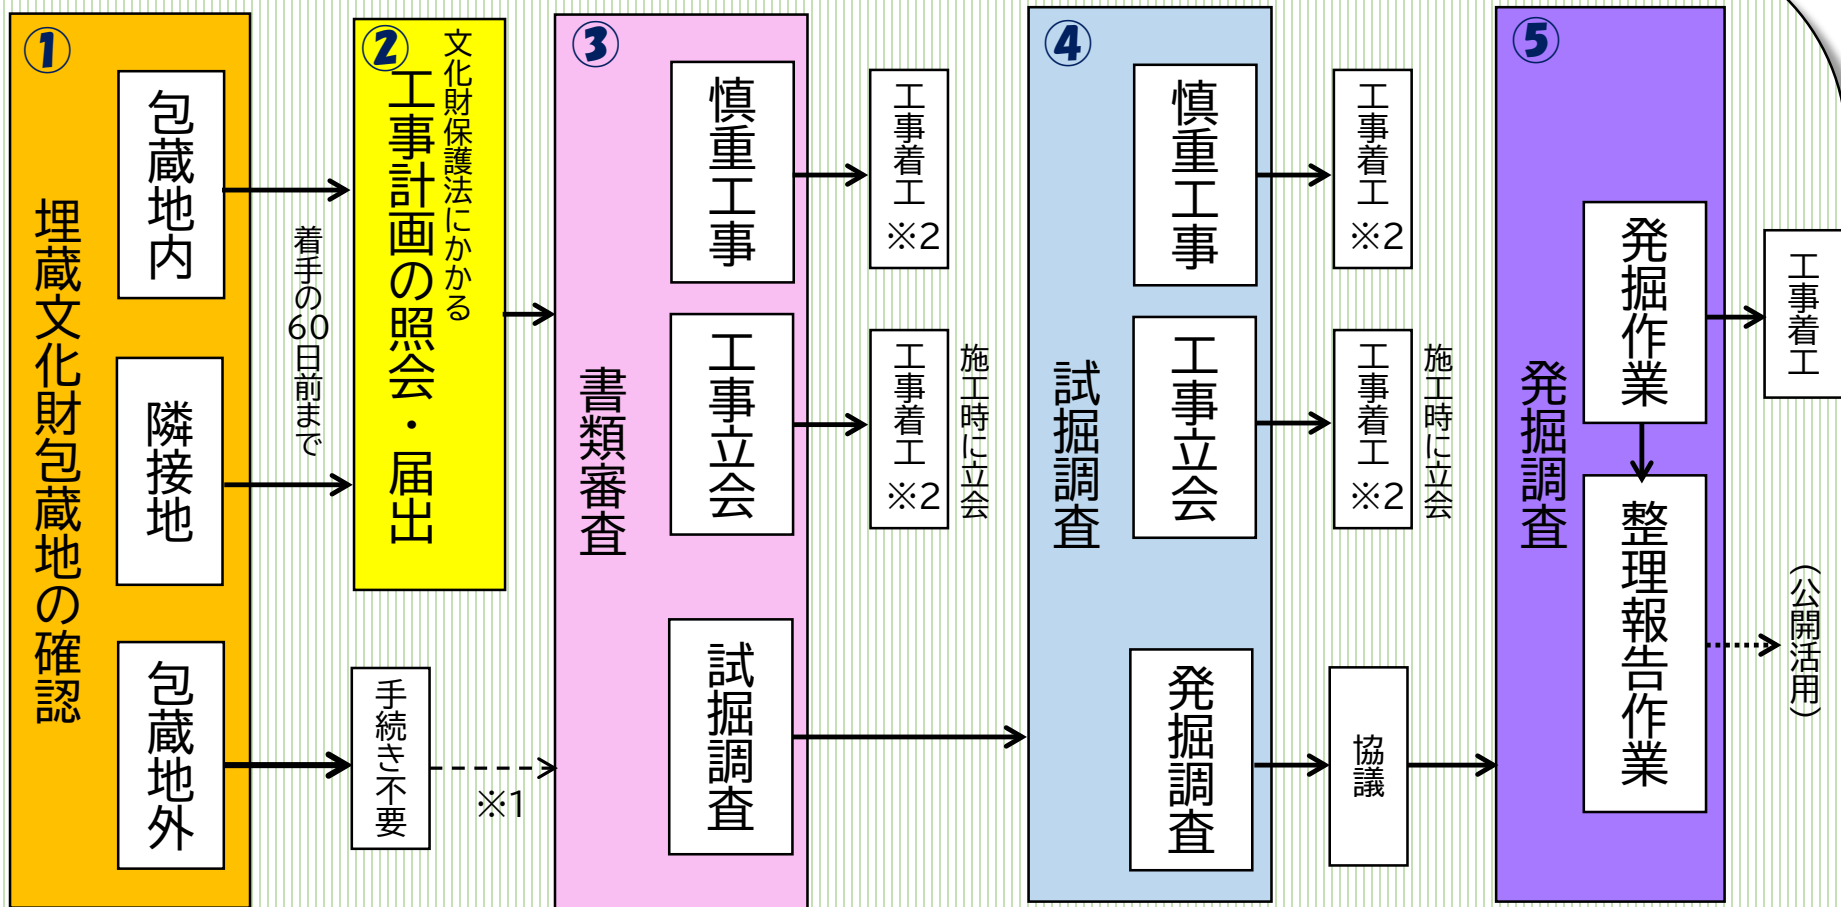 ①
埋蔵文化財包蔵地の確認
包蔵地内
隣接地
包蔵地外
着手の60日前まで
②
文化財保護法にかかる
工事計画の照会・届出
手続き不要
※1
③
書類審査
慎重工事
工事着工※2
工事立会
工事着工※2
施工時に立会
試掘調査
④
試掘調査
慎重工事
工事着工※2
工事立会
工事着工※2
施工時に立会
発掘調査
協議
⑤
発掘調査
発掘作業
工事着工
整理報告作業
（公開活用）